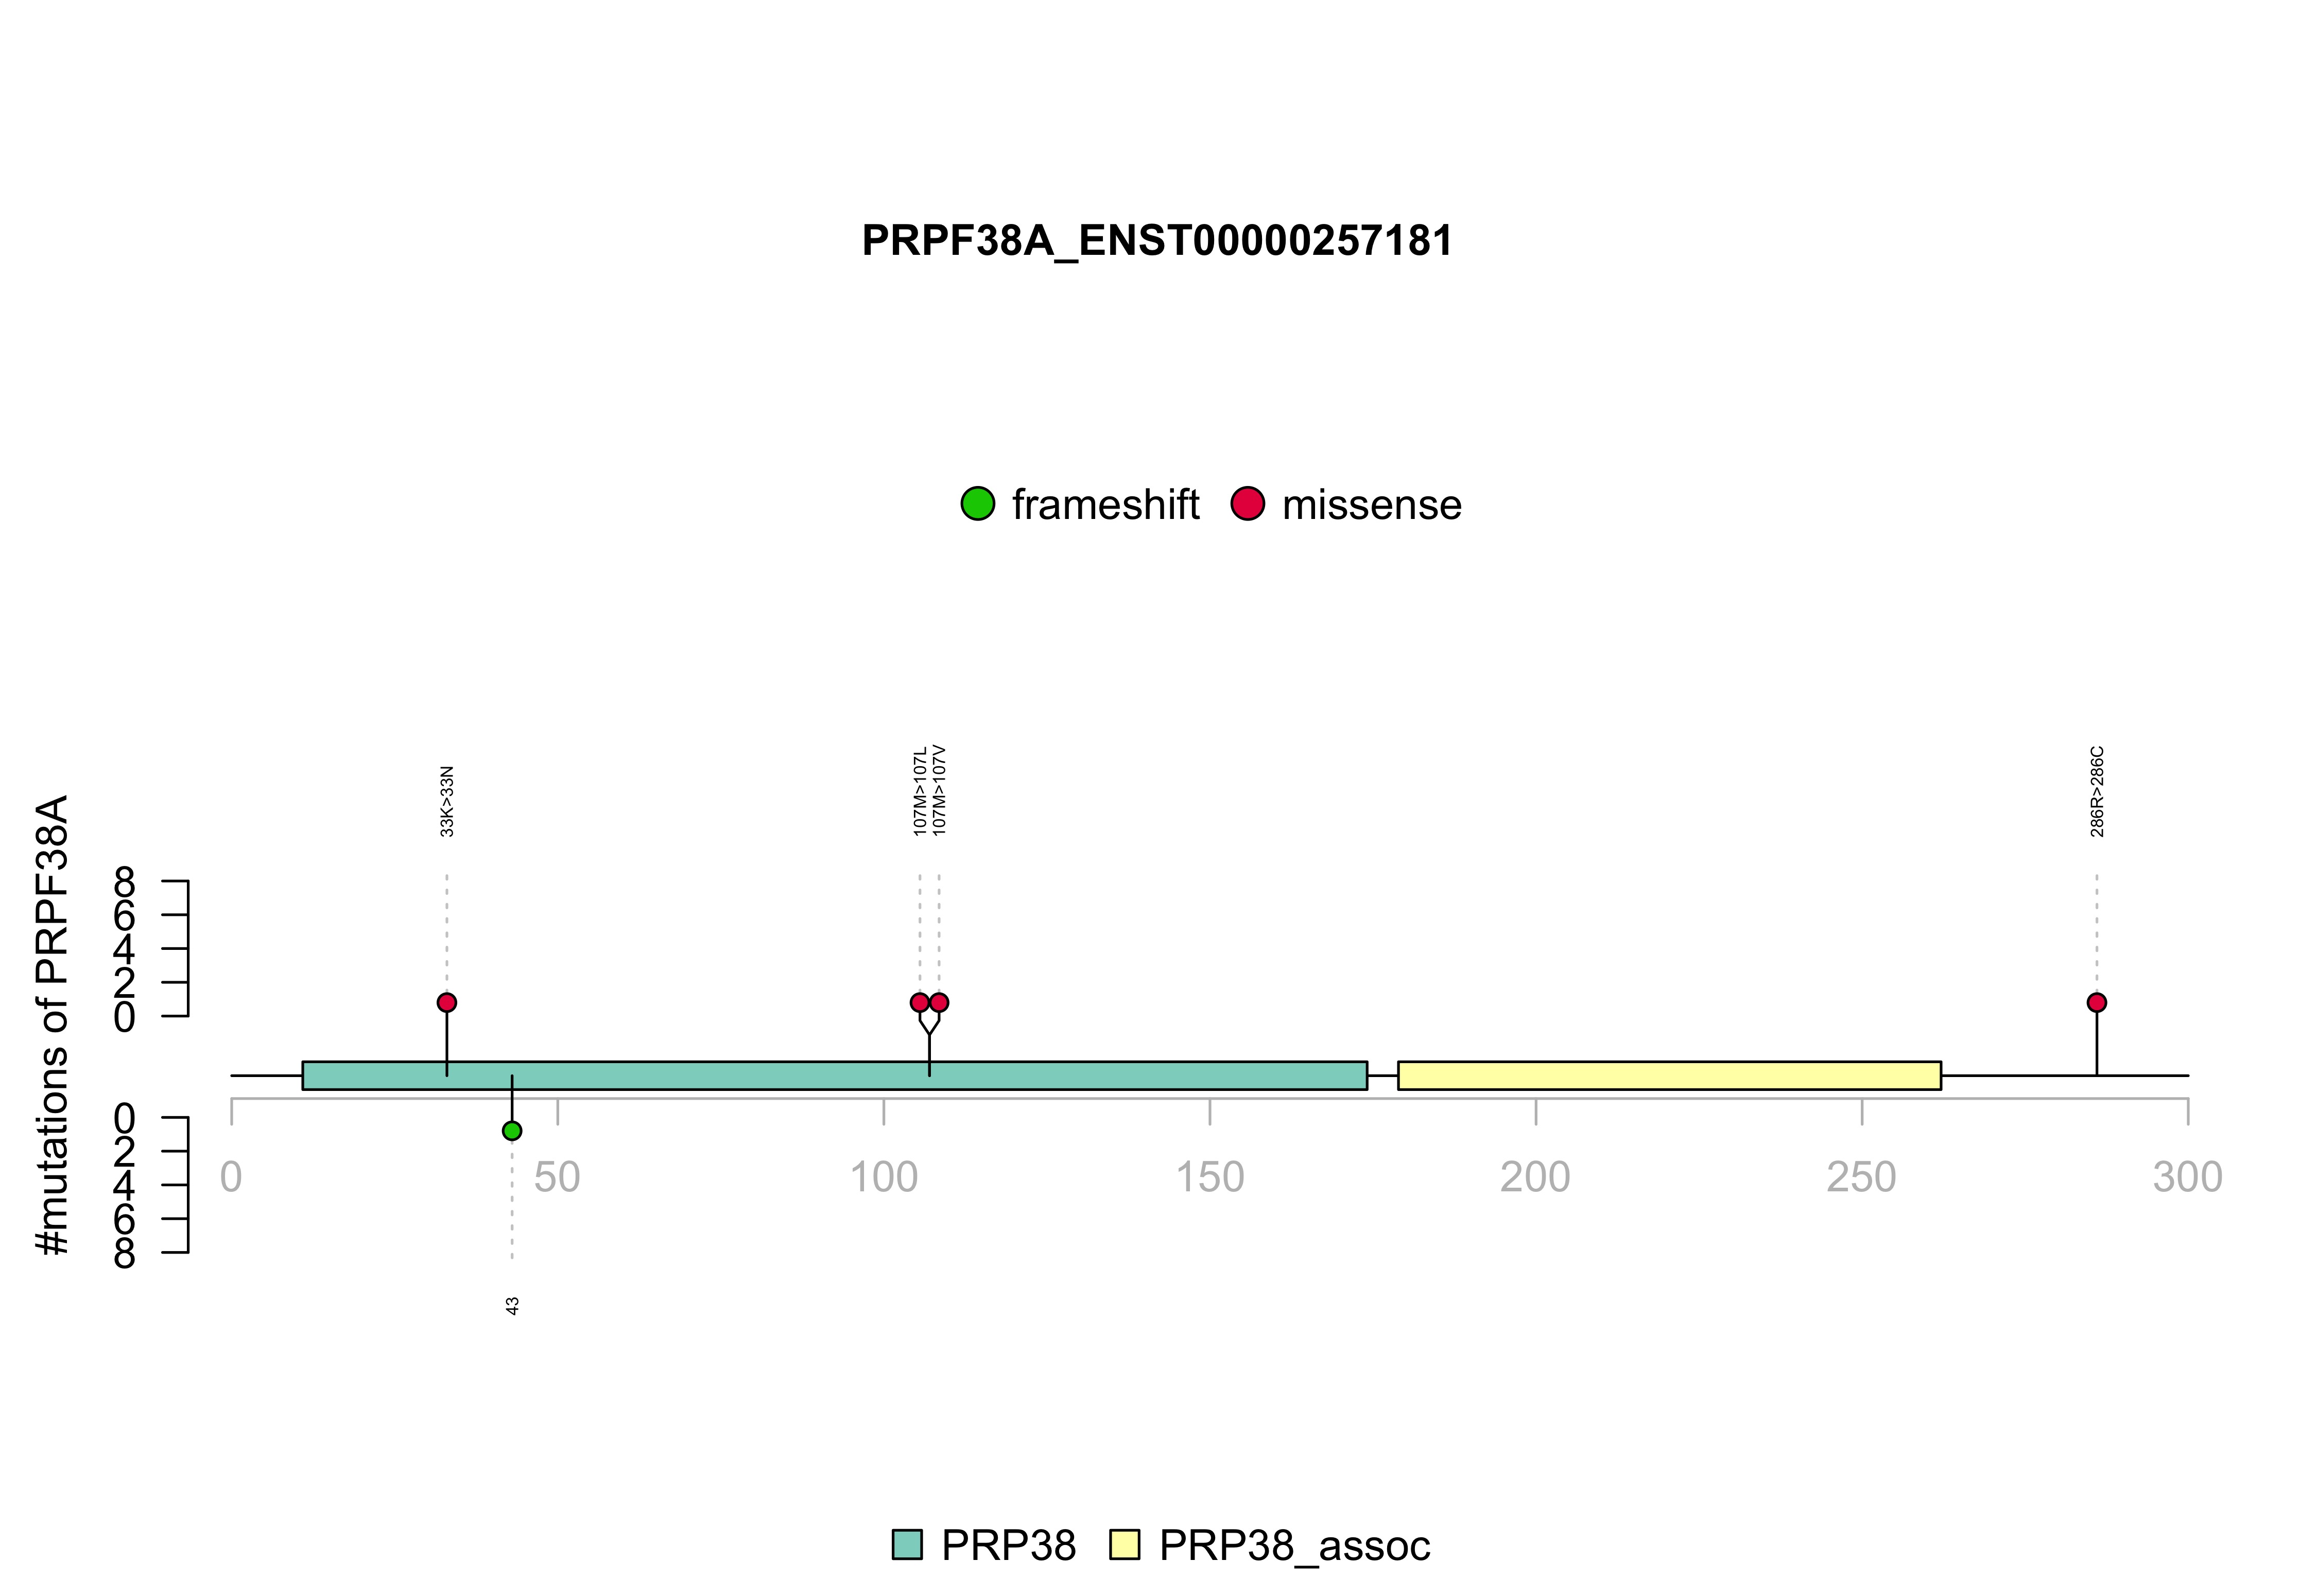 PRPF38A_ENST00000257181
frameshift missense
33K>33N
107M>107L
107M>107V
286R>286C
#mutations of PRPF38A
8
6
4
2
0
0
2
4
6
8
0 50 100 150 200 250 300
43
PRP38 PRP38_assoc